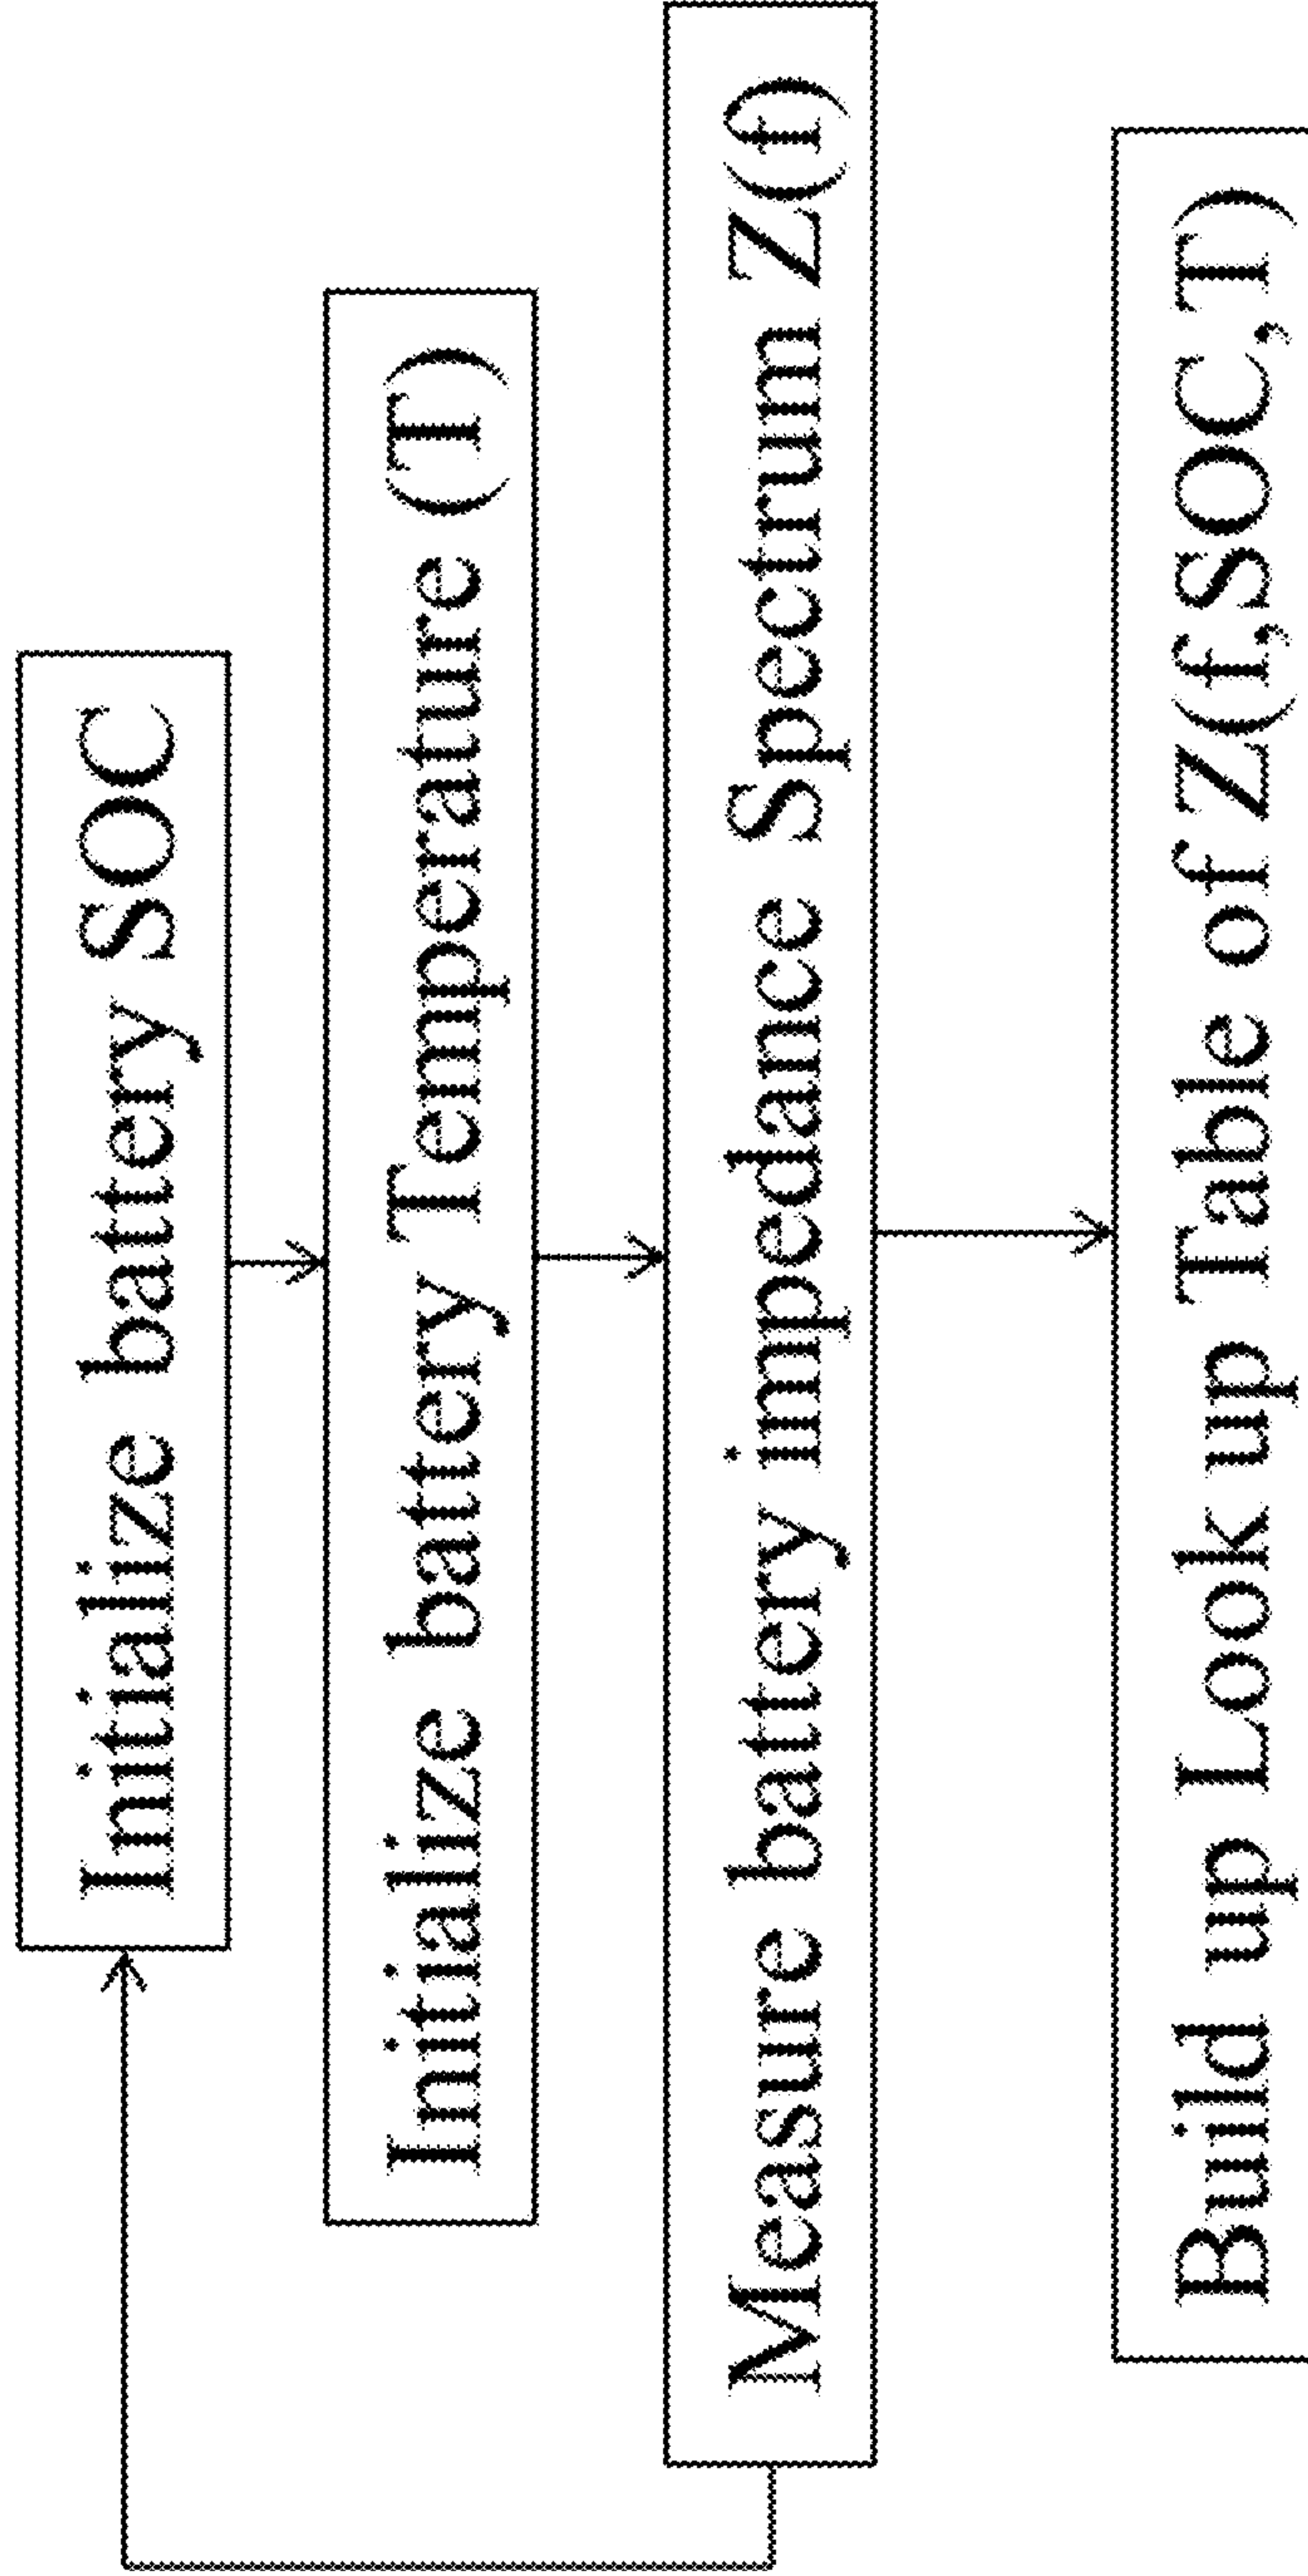 Initialize battery SOC
Initialize battery Temperature (T)
Measure battery impedance Spectrum Z(f)
Build up Look up Table of Z(f,SOC,T)